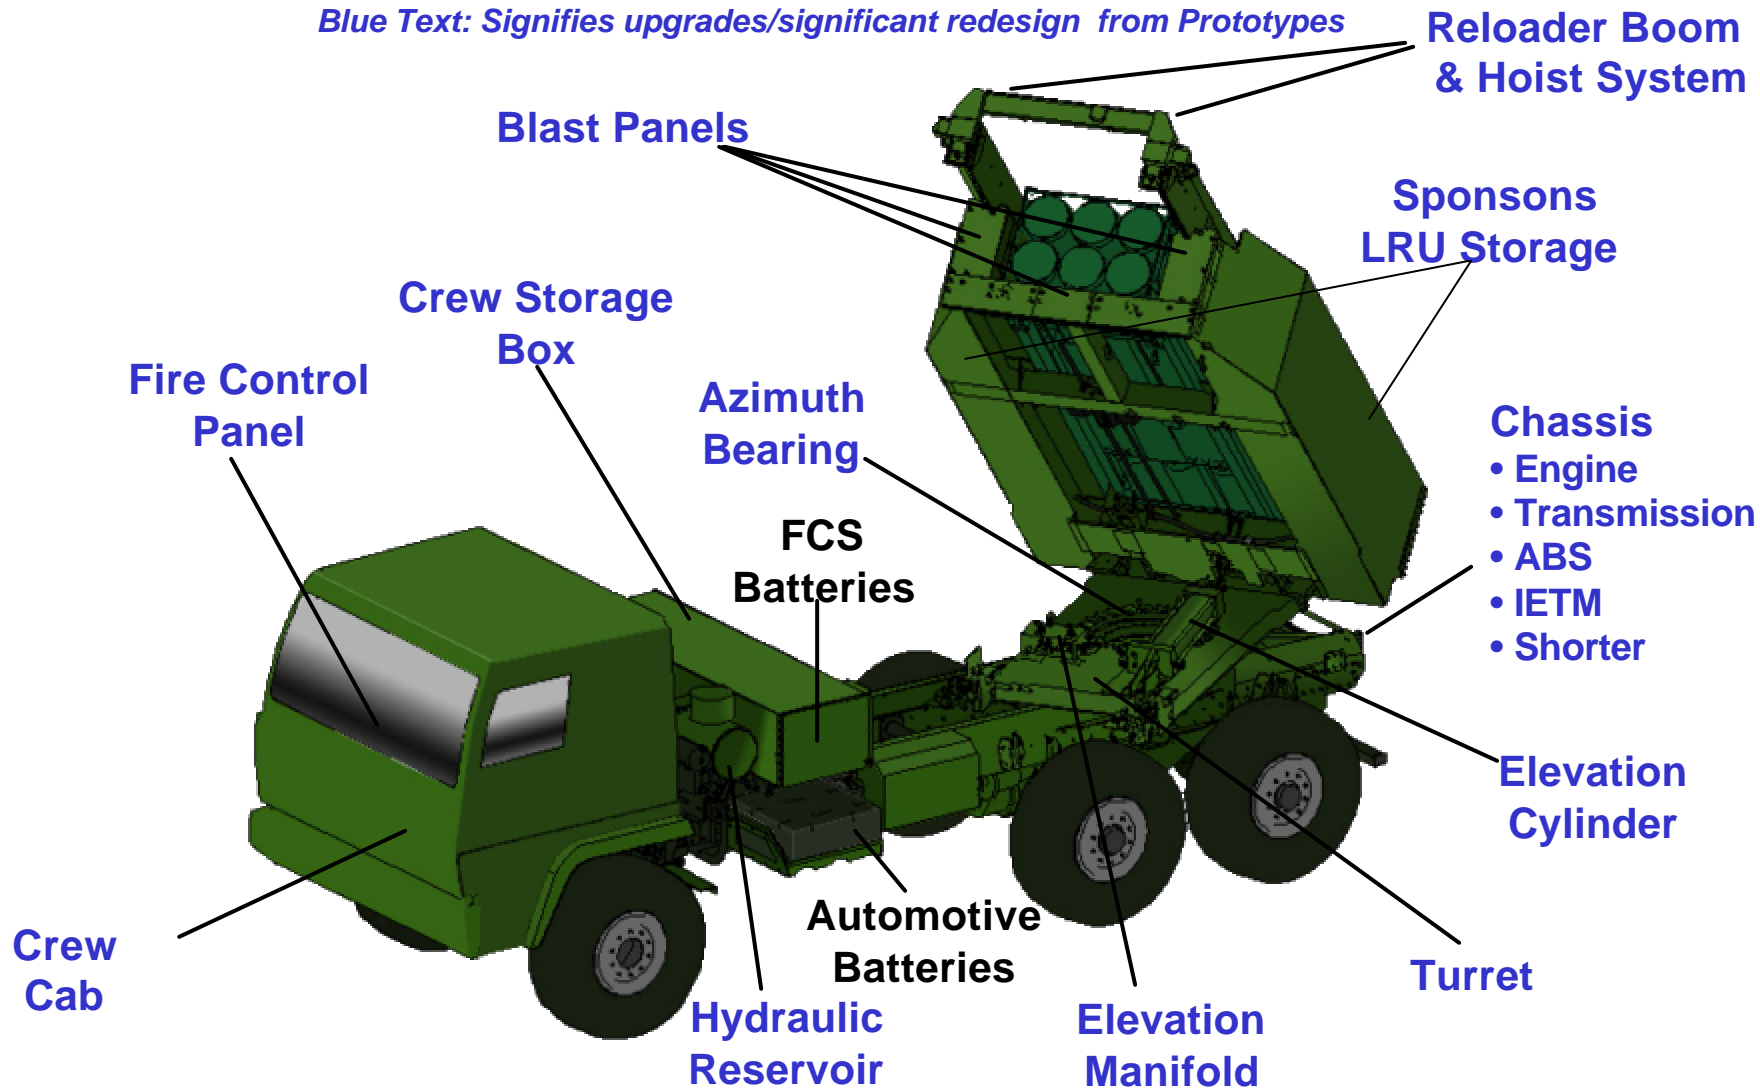 Blue Text: Signifies upgrades/significant redesign from Prototypes
Reloader Boom
& Hoist System
Blast Panels
Sponsons
LRU Storage
Crew Storage
Box
Fire Control
Panel
Azimuth
Bearing
Chassis
• Engine
• Transmission
• ABS
• IETM
• Shorter
FCS
Batteries
Elevation
Cylinder
Automotive
Batteries
Crew
Cab
Turret
Hydraulic
Reservoir
Elevation
Manifold